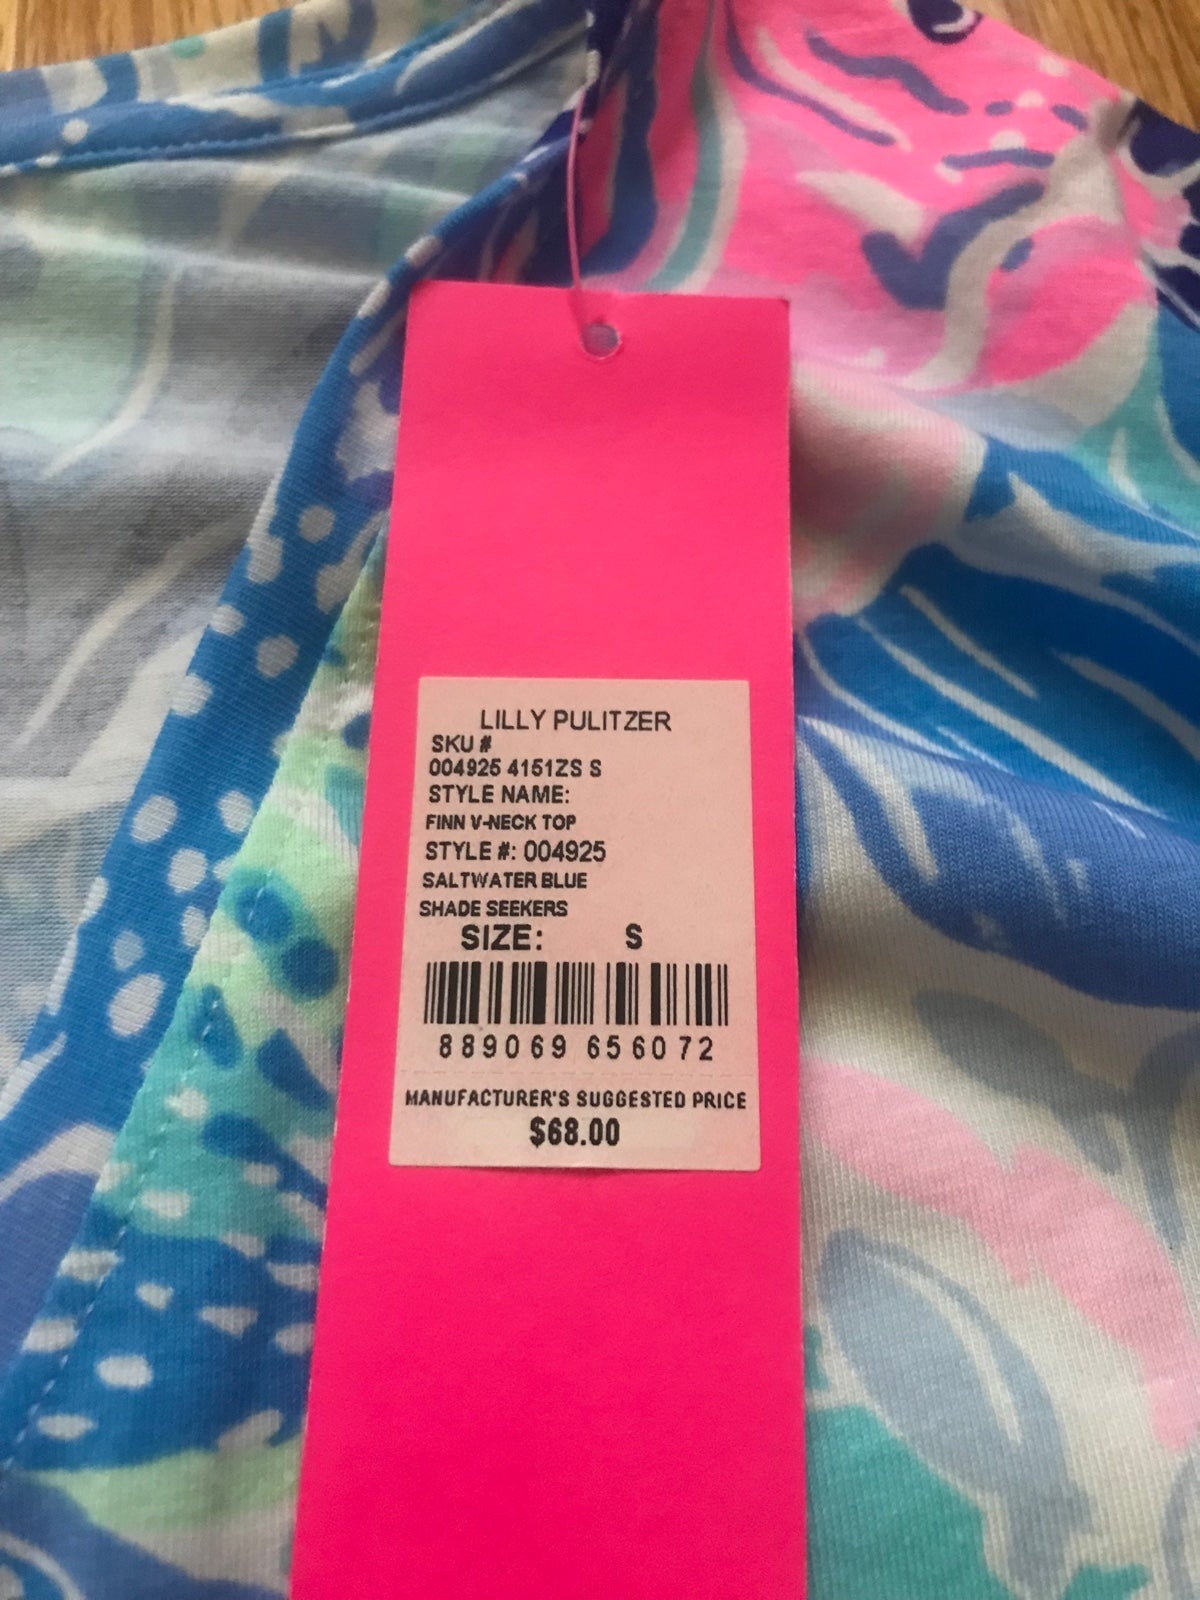 LILLY PULITZER
SKU #
004925 4151ZS S
STYLE NAME:
FINN V-NECK TOP
STYLE #: 004925
SALTWATER BLUE
SHADE SEEKERS
SIZE: S
889069 656072
MANUFACTURER'S SUGGESTED PRICE
$68.00